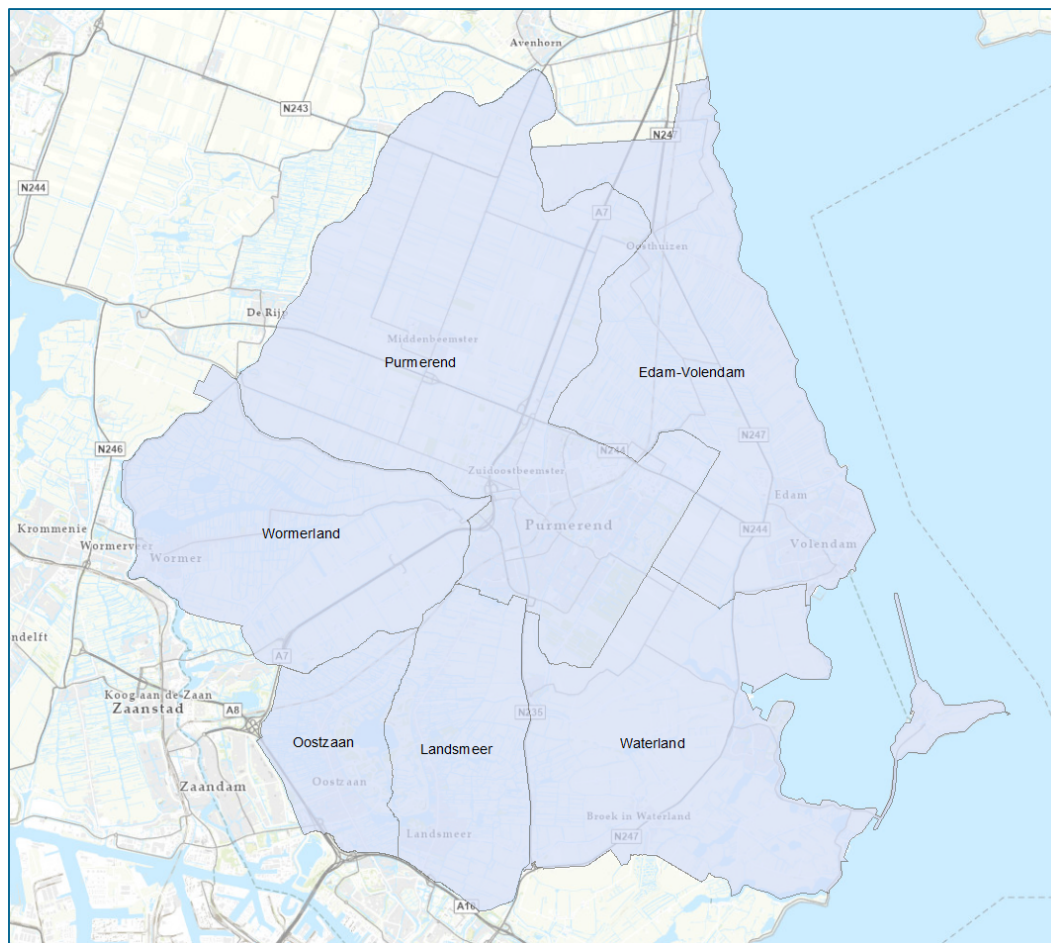 Avenhorn
N243
N247
N244
A7
Oosthuizen
De Rijp
Middenbeemster
Purmerend
Edam-Volendam
N246
N247
N244
Zuidoostbeemster
Edam
Krommenie
Purmerend
N244
Wormerland
Volendam
Wormerveer
Wormer
A7
Koog aan de Zaan
Zaanstad
A8
N235
Oostzaan
Landsmeer
Waterland
Zaandam
Oostzaan
Broek in Waterland
Landsmeer
N247